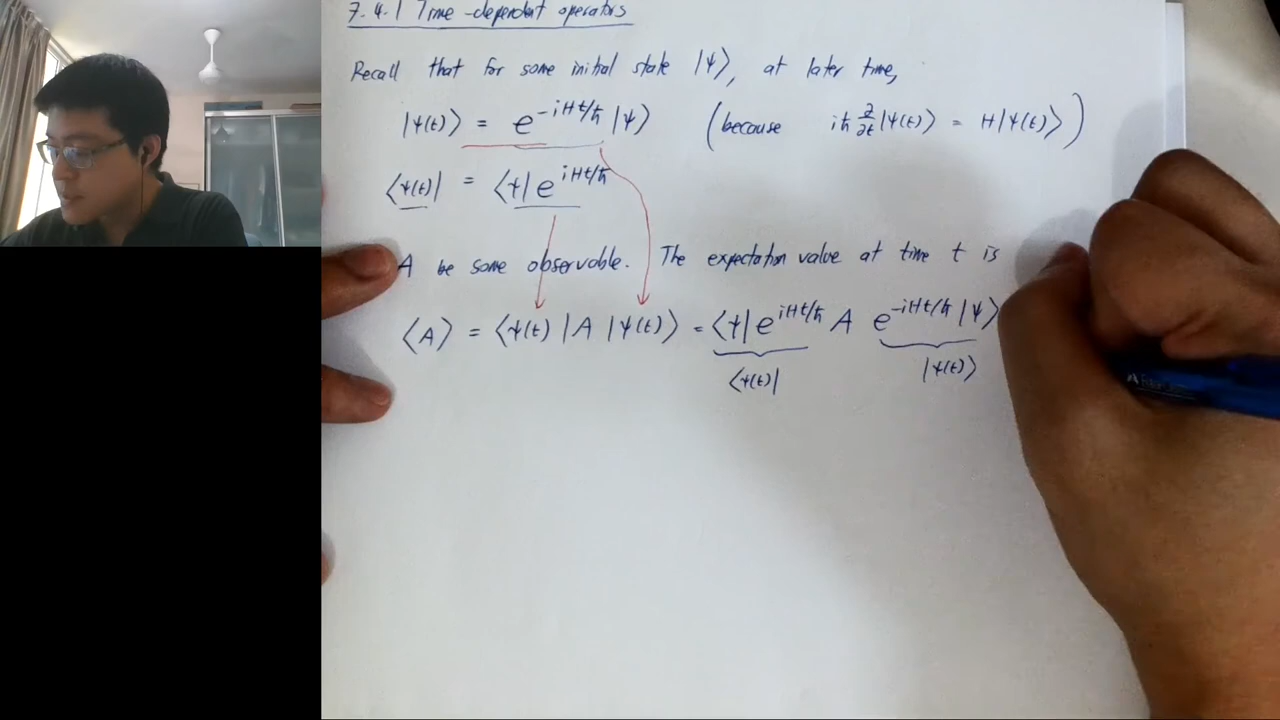 7.4.1 Time-dependent operators
Recall that for some initial state |Ψ⟩, at later time,
|Ψ(t)⟩ = e^{-iHt/ħ} |Ψ⟩ (because iħ ∂/∂t |Ψ(t)⟩ = H|Ψ(t)⟩)
⟨Ψ(t)| = ⟨Ψ| e^{iHt/ħ}
A be some observable. The expectation value at time t is
⟨A⟩ = ⟨Ψ(t)|A|Ψ(t)⟩ = ⟨Ψ|e^{iHt/ħ} A e^{-iHt/ħ}|Ψ⟩
⟨Ψ(t)| |Ψ(t)⟩